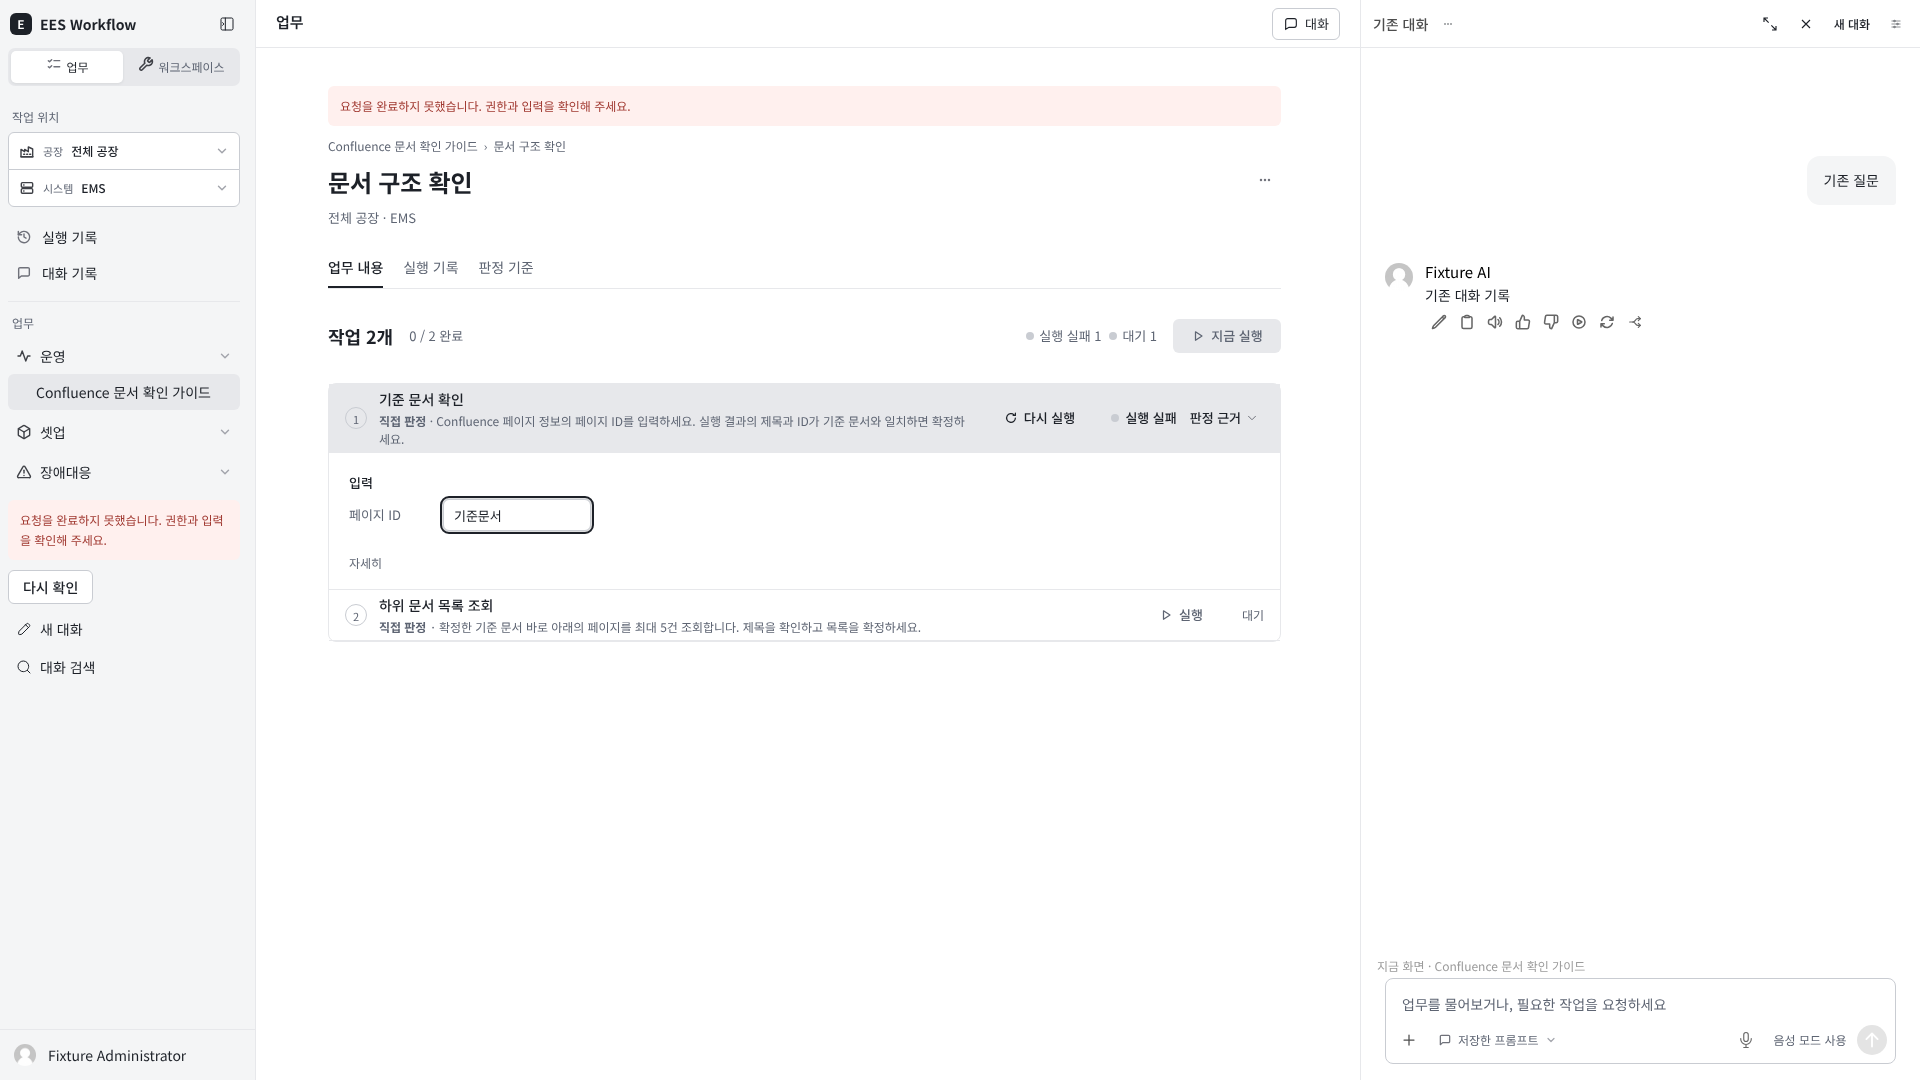 E EES Workflow
업무
워크스페이스
작업 위치
공장 전체 공장
시스템 EMS
실행 기록
대화 기록
업무
운영
Confluence 문서 확인 가이드
셋업
장애대응
요청을 완료하지 못했습니다. 권한과 입력
을 확인해 주세요.
다시 확인
새 대화
대화 검색
Fixture Administrator
업무
대화
요청을 완료하지 못했습니다. 권한과 입력을 확인해 주세요.
Confluence 문서 확인 가이드 › 문서 구조 확인
문서 구조 확인
전체 공장 · EMS
업무 내용 실행 기록 판정 기준
작업 2개 0 / 2 완료
실행 실패 1 대기 1
지금 실행
1
기준 문서 확인
직접 판정 · Confluence 페이지 정보의 페이지 ID를 입력하세요. 실행 결과의 제목과 ID가 기준 문서와 일치하면 확정하
세요.
다시 실행
실행 실패 판정 근거
입력
페이지 ID 기준문서
자세히
2
하위 문서 목록 조회
직접 판정 · 확정한 기준 문서 바로 아래의 페이지를 최대 5건 조회합니다. 제목을 확인하고 목록을 확정하세요.
실행
대기
기존 대화
새 대화
기존 질문
Fixture AI
기존 대화 기록
지금 화면 · Confluence 문서 확인 가이드
업무를 물어보거나, 필요한 작업을 요청하세요
저장한 프롬프트
음성 모드 사용